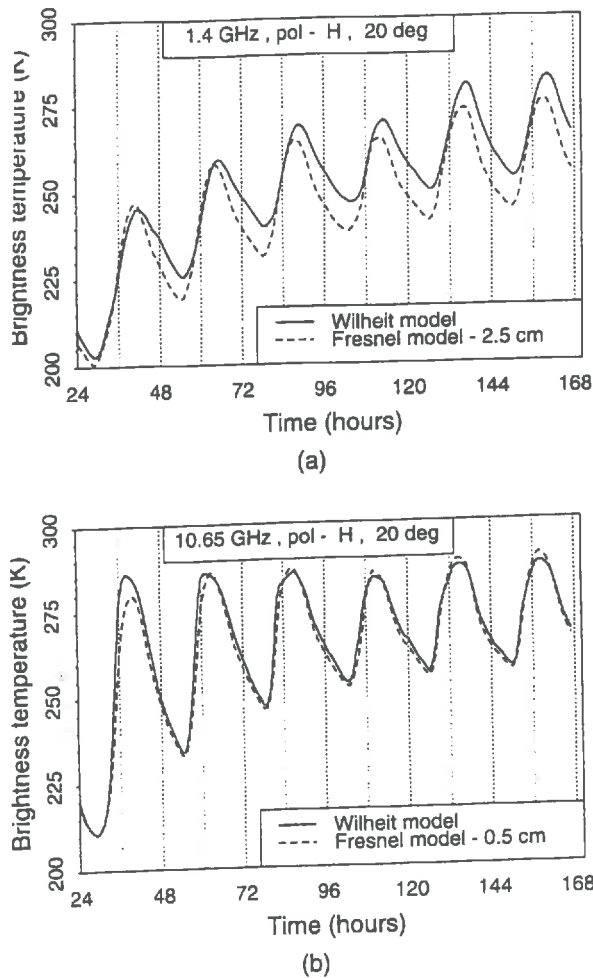 1.4 GHz , pol - H , 20 deg
300
275
250
225
200
Brightness temperature (K)
Wilheit model
Fresnel model - 2.5 cm
24 48 72 96 120 144 168
Time (hours)
(a)
10.65 GHz , pol - H , 20 deg
300
275
250
225
200
Brightness temperature (K)
Wilheit model
Fresnel model - 0.5 cm
24 48 72 96 120 144 168
Time (hours)
(b)